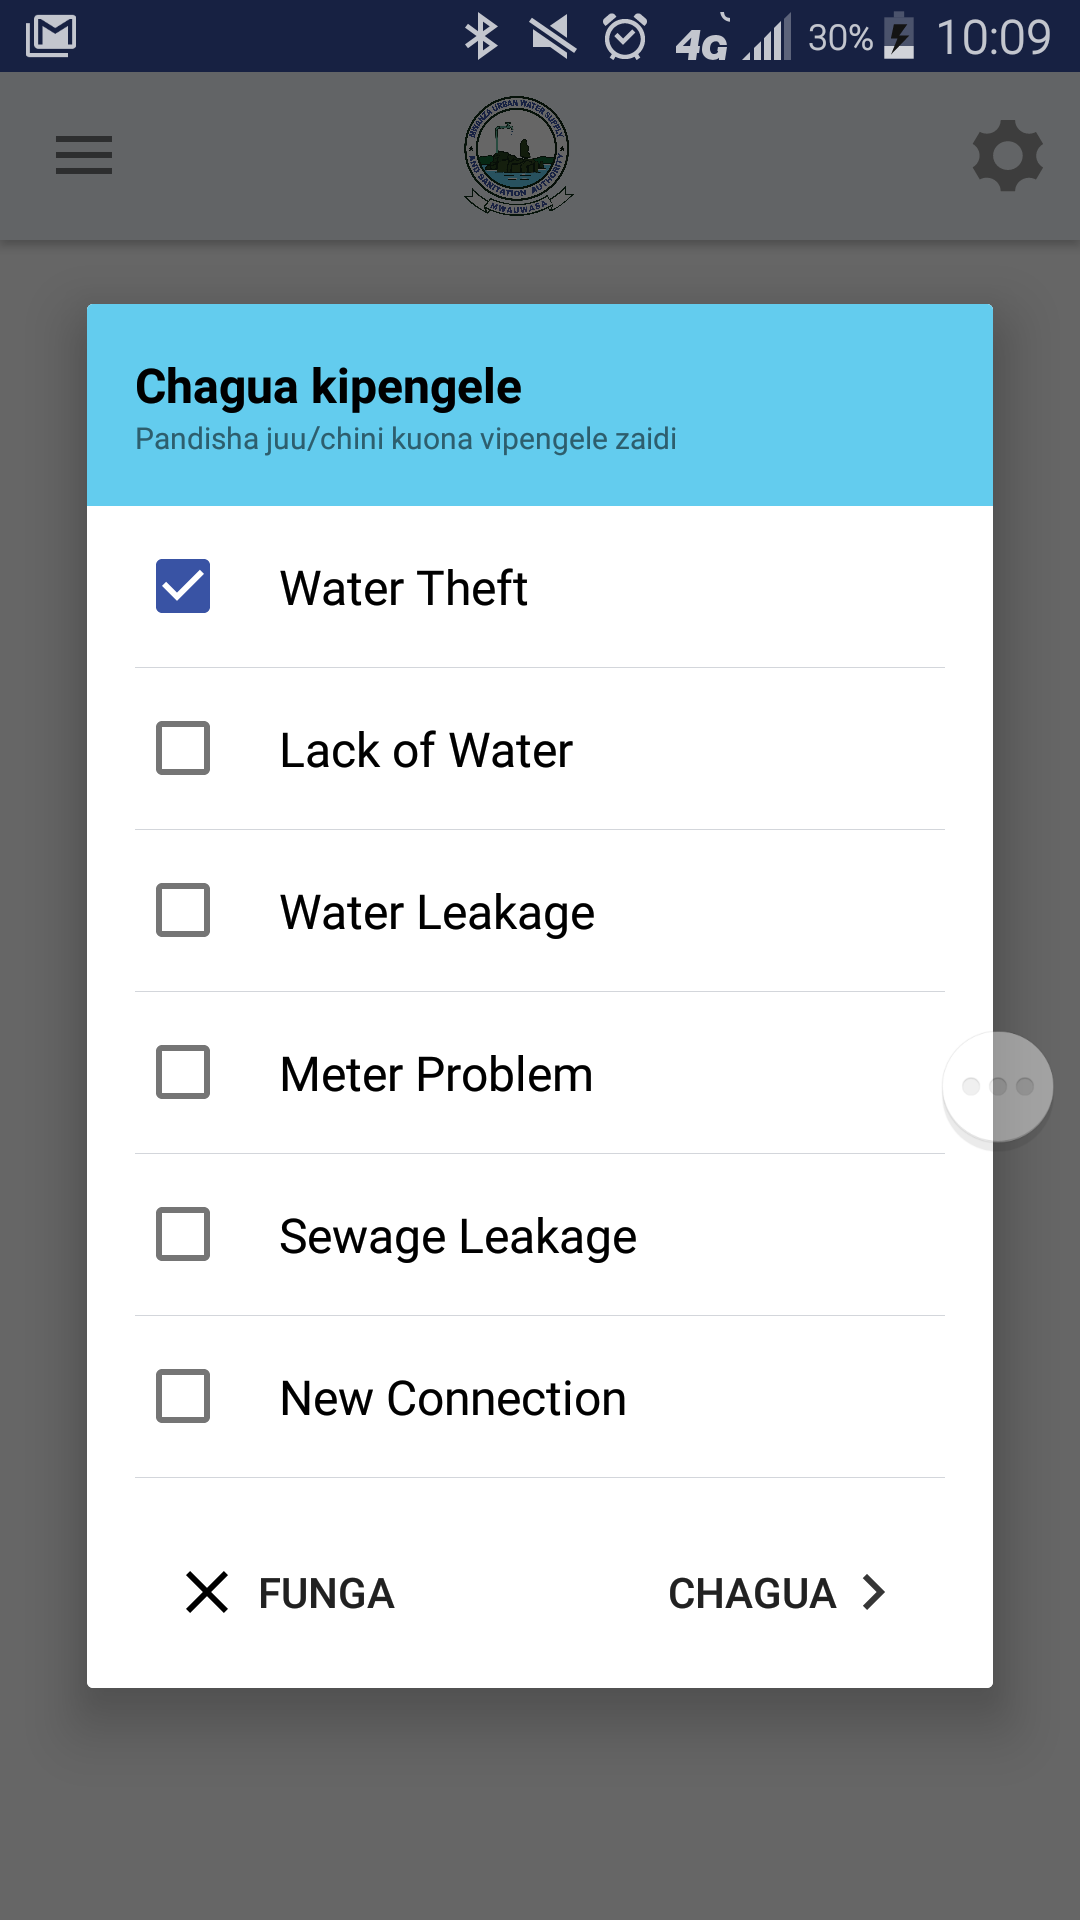 4G 30% 10:09
MWANZA URBAN WATER SUPPLY
AND SANITATION AUTHORITY
MWAUWASA
Chagua kipengele
Pandisha juu/chini kuona vipengele zaidi
Water Theft
Lack of Water
Water Leakage
Meter Problem
Sewage Leakage
New Connection
FUNGA CHAGUA